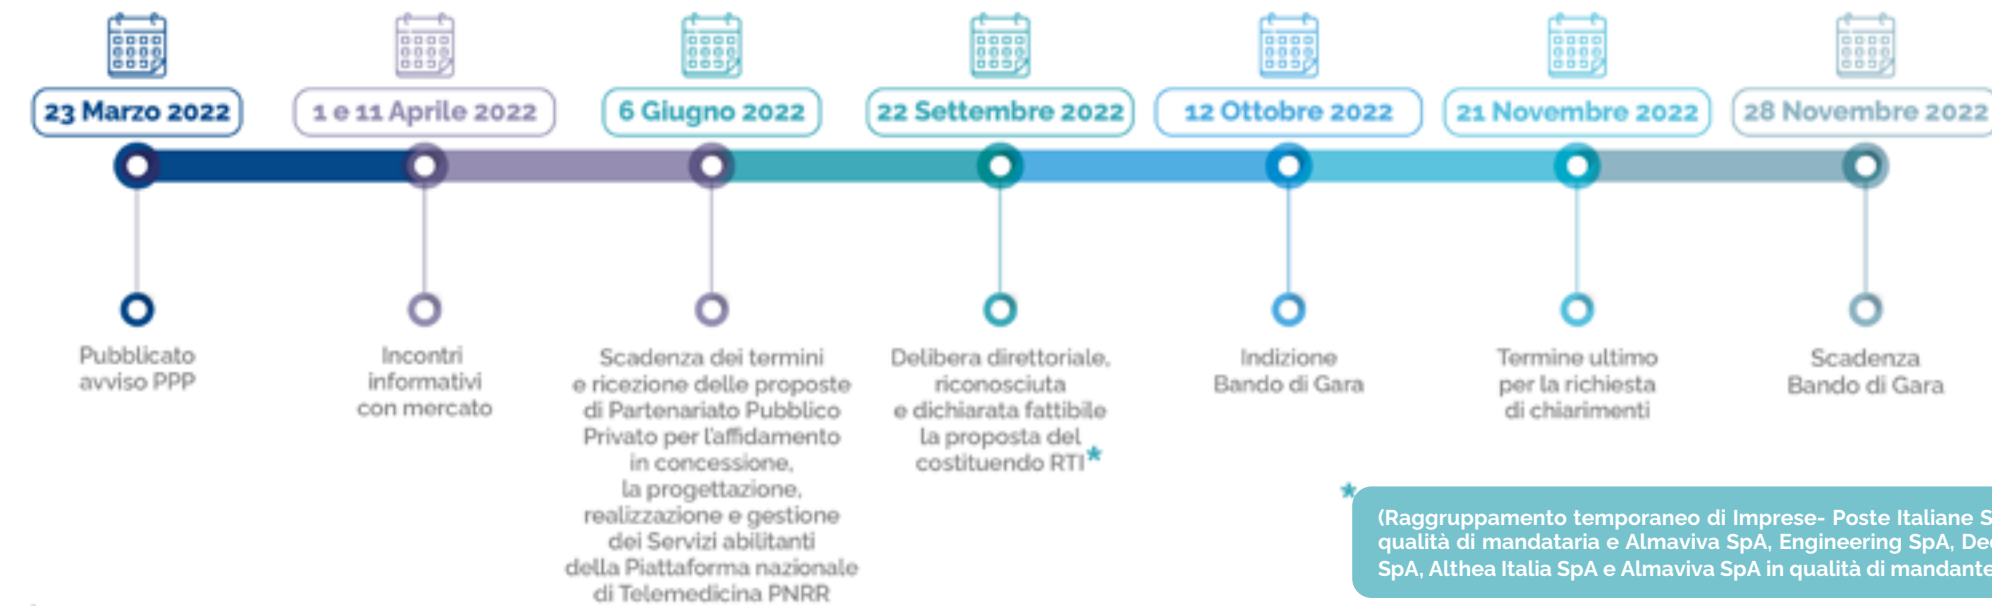 23 Marzo 2022
1 e 11 Aprile 2022
6 Giugno 2022
22 Settembre 2022
12 Ottobre 2022
21 Novembre 2022
28 Novembre 2022
Pubblicato
avviso PPP
Incontri
informativi
con mercato
Scadenza dei termini
e ricezione delle proposte
di Partenariato Pubblico
Privato per l'affidamento
in concessione,
la progettazione,
realizzazione e gestione
dei Servizi abilitanti
della Piattaforma nazionale
di Telemedicina PNRR
Delibera direttoriale,
riconosciuta
e dichiarata fattibile
la proposta del
costituendo RTI*
Indizione
Bando di Gara
Termine ultimo
per la richiesta
di chiarimenti
Scadenza
Bando di Gara
*
(Raggruppamento temporaneo di Imprese- Poste Italiane
qualità di mandataria e Almaviva SpA, Engineering SpA,
SpA, Althea Italia SpA e Almaviva SpA in qualità di mandante